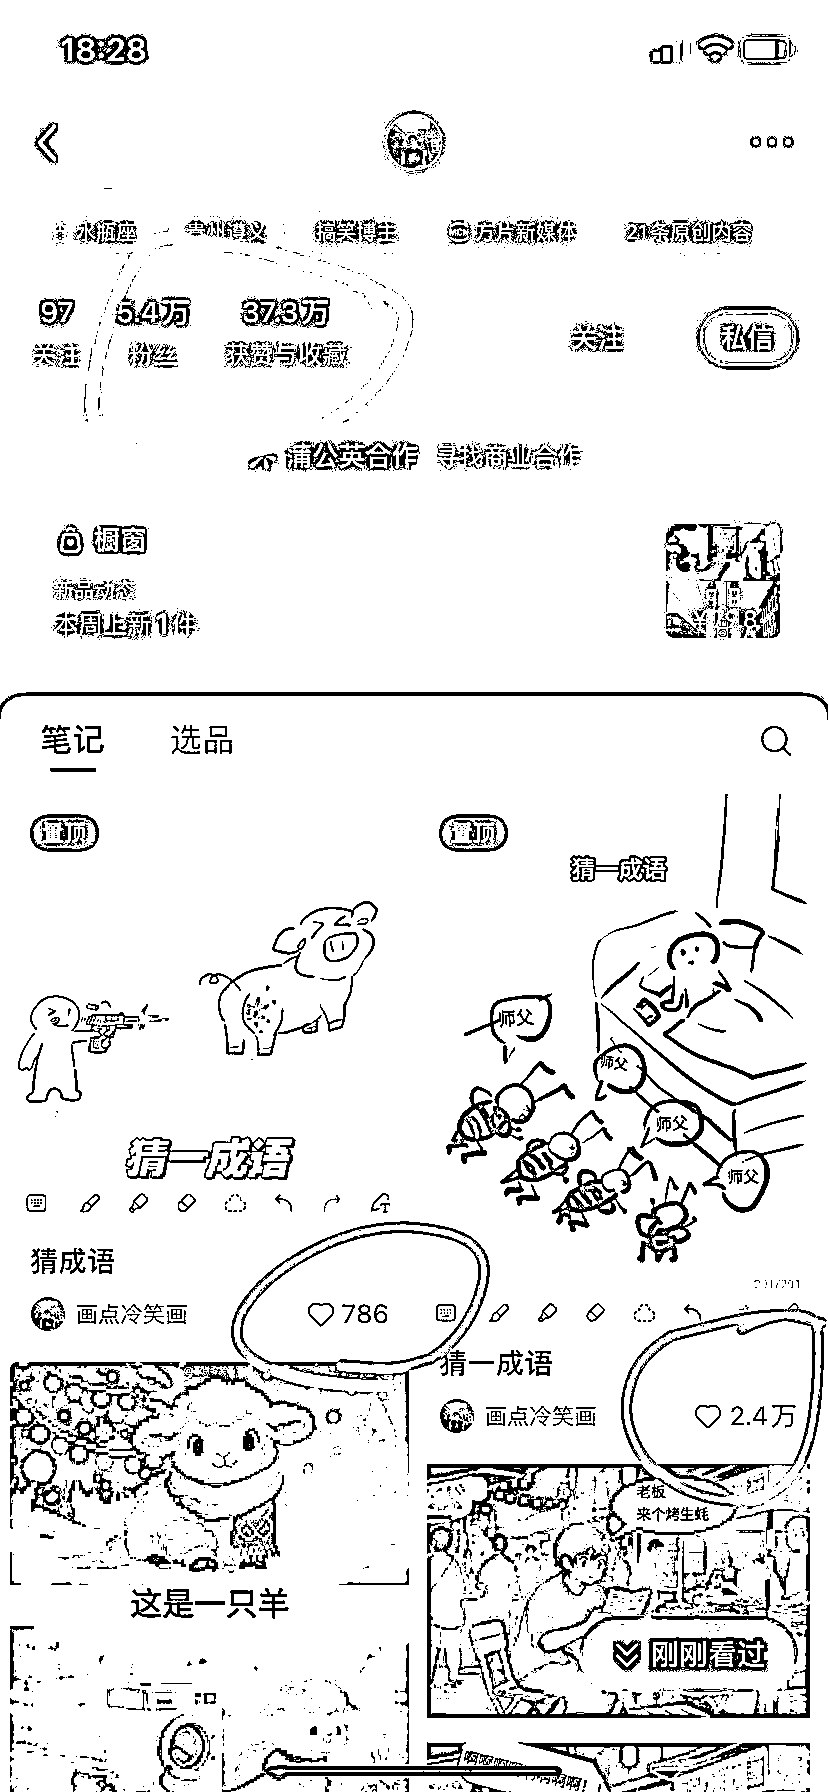 18:28
水瓶座 贵州遵义 搞笑博主 方片新媒体 21条原创内容
97 5.4万 37.3万
关注 粉丝 获赞与收藏
关注 私信
蒲公英合作 寻找商业合作
橱窗
新品动态
本周上新1件
笔记 选品
置顶
猜一成语
猜成语
画点冷笑画 786
这是一只羊
置顶
猜一成语
师父
师父
师父
师父
猜一成语
画点冷笑画 2.4万
老板
来个烤生蚝
刚刚看过